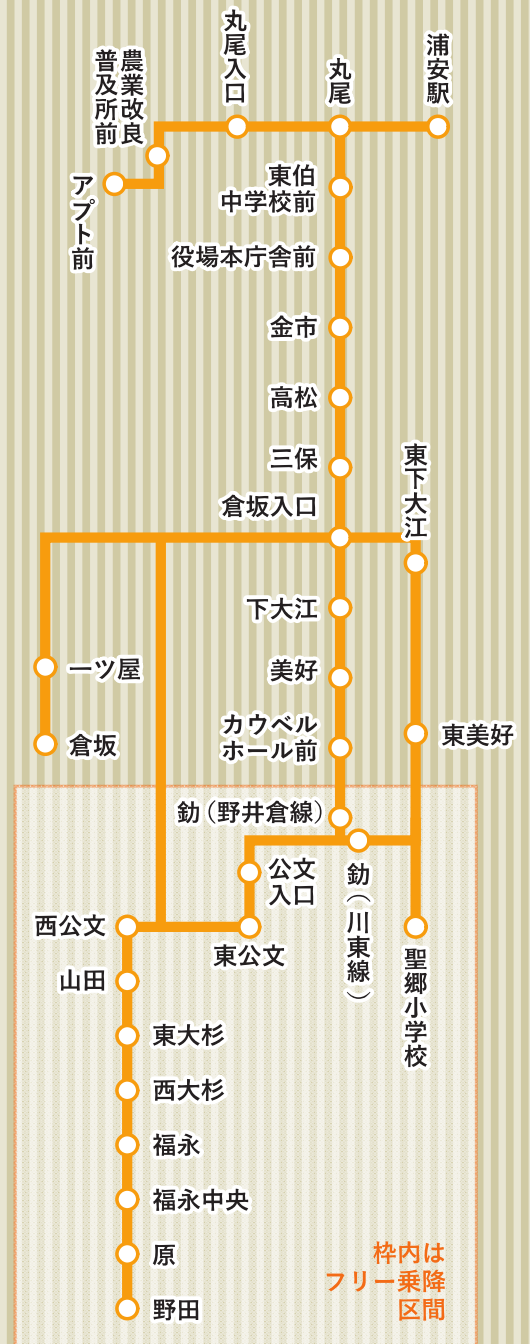 浦安駅
丸尾
丸尾入口
農業改良
普及所前
アプト前
東伯
中学校前
役場本庁舎前
金市
高松
三保
倉坂入口
東下大江
下大江
美好
カウベル
ホール前
一ツ屋
倉坂
東美好
釛（野井倉線）
釛（川東線）
公文
入口
東公文
西公文
聖郷小学校
山田
東大杉
西大杉
福永
福永中央
原
野田
枠内は
フリー乗降
区間